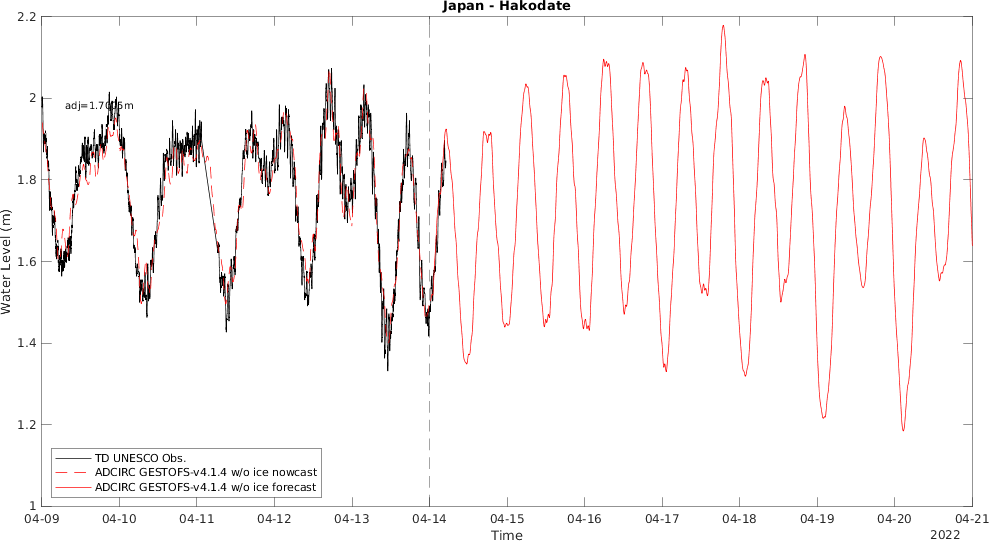 Japan - Hakodate
2.2
2
1.8
1.6
1.4
1.2
1
Water Level (m)
TD UNESCO Obs.
ADCIRC GESTOFS-v4.1.4 w/o ice nowcast
ADCIRC GESTOFS-v4.1.4 w/o ice forecast
04-09 04-10 04-11 04-12 04-13 04-14 04-15 04-16 04-17 04-18 04-19 04-20 04-21
Time
2022